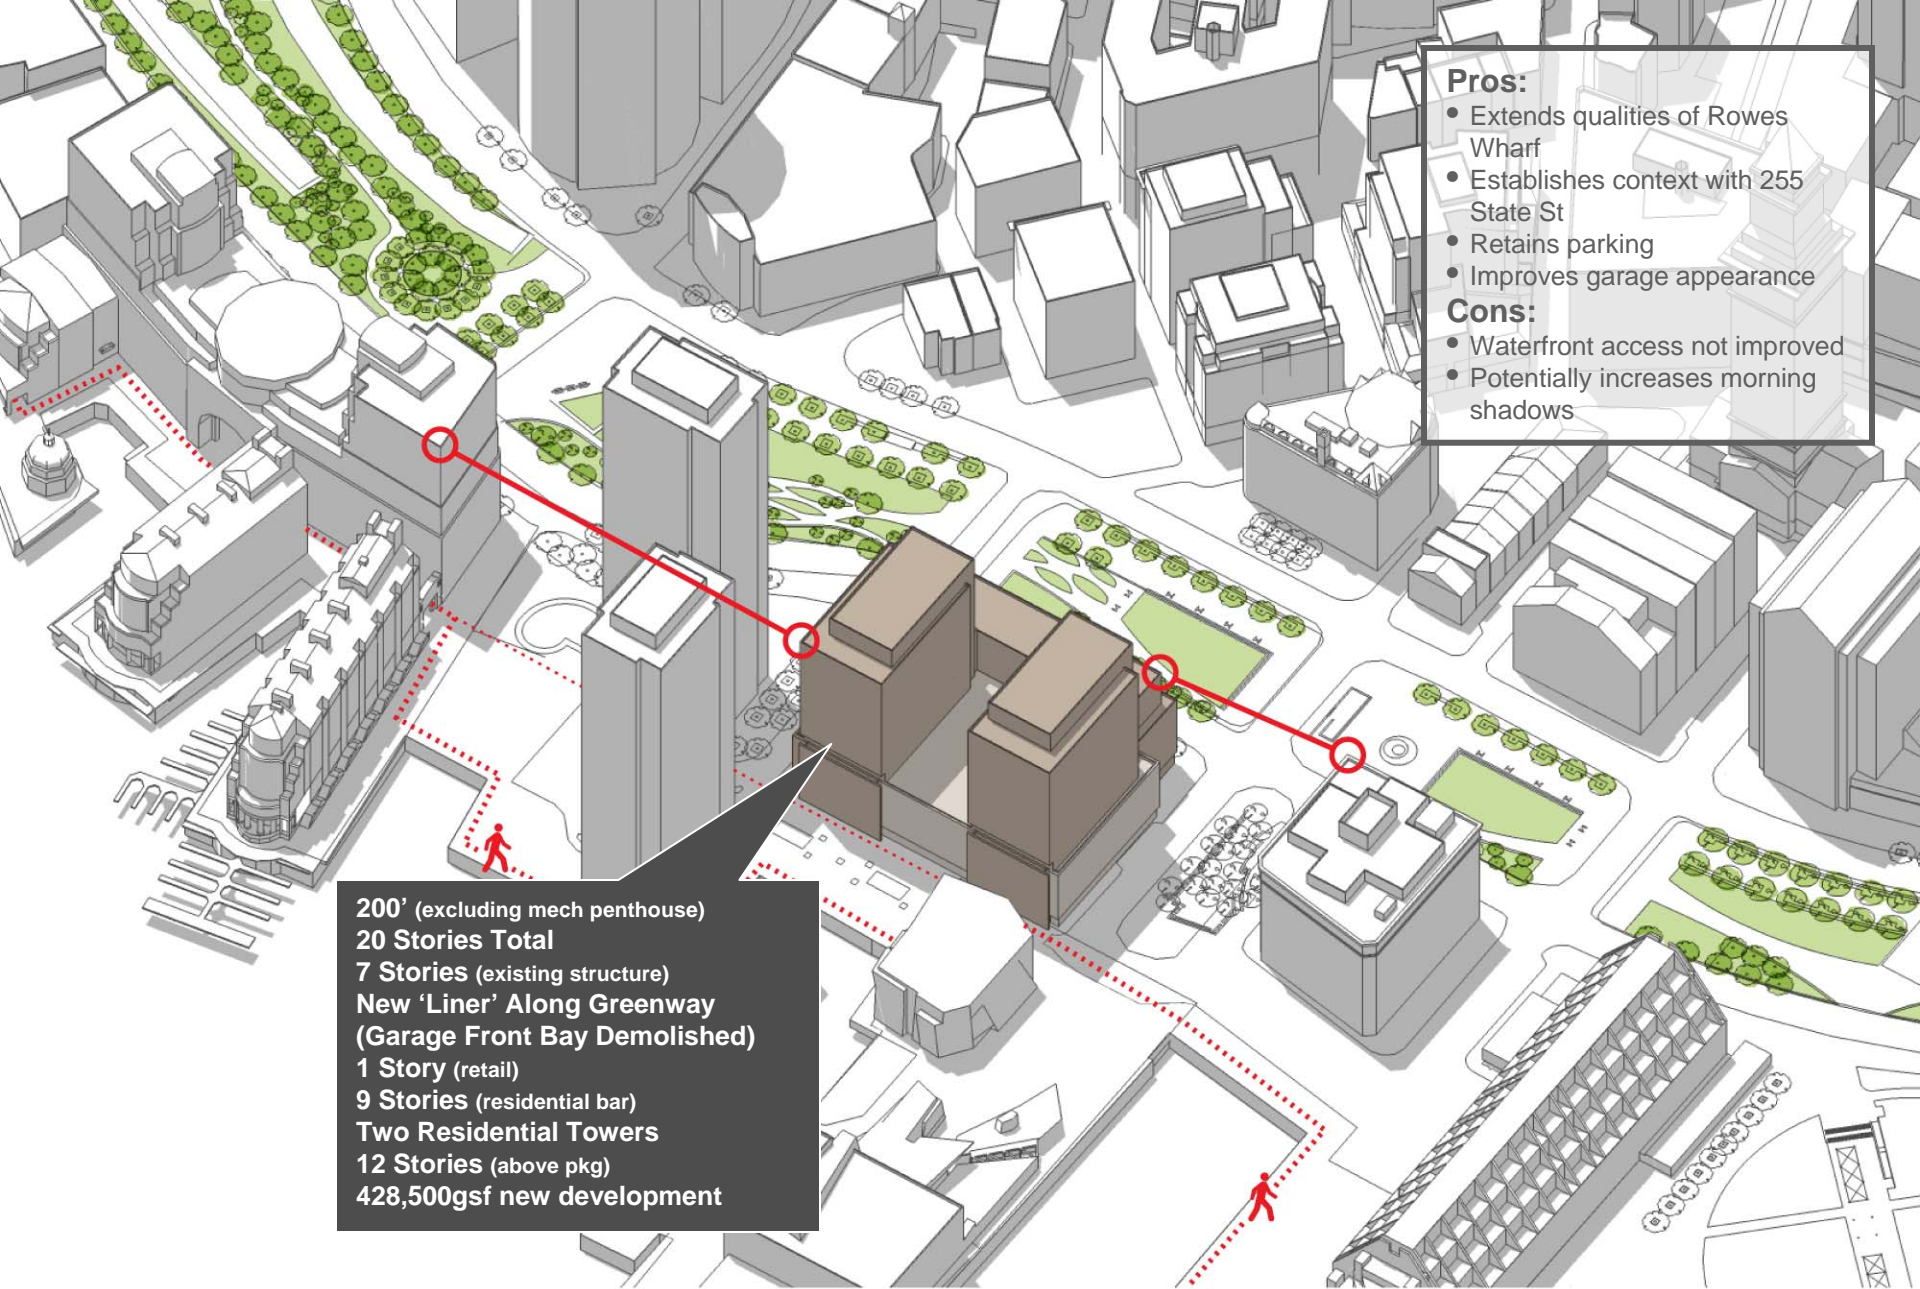 Pros:
• Extends qualities of Rowes
Wharf
• Establishes context with 255
State St
• Retains parking
• Improves garage appearance
Cons:
• Waterfront access not improved
• Potentially increases morning
shadows
200’ (excluding mech penthouse)
20 Stories Total
7 Stories (existing structure)
New ‘Liner’ Along Greenway
(Garage Front Bay Demolished)
1 Story (retail)
9 Stories (residential bar)
Two Residential Towers
12 Stories (above pkg)
428,500gsf new development